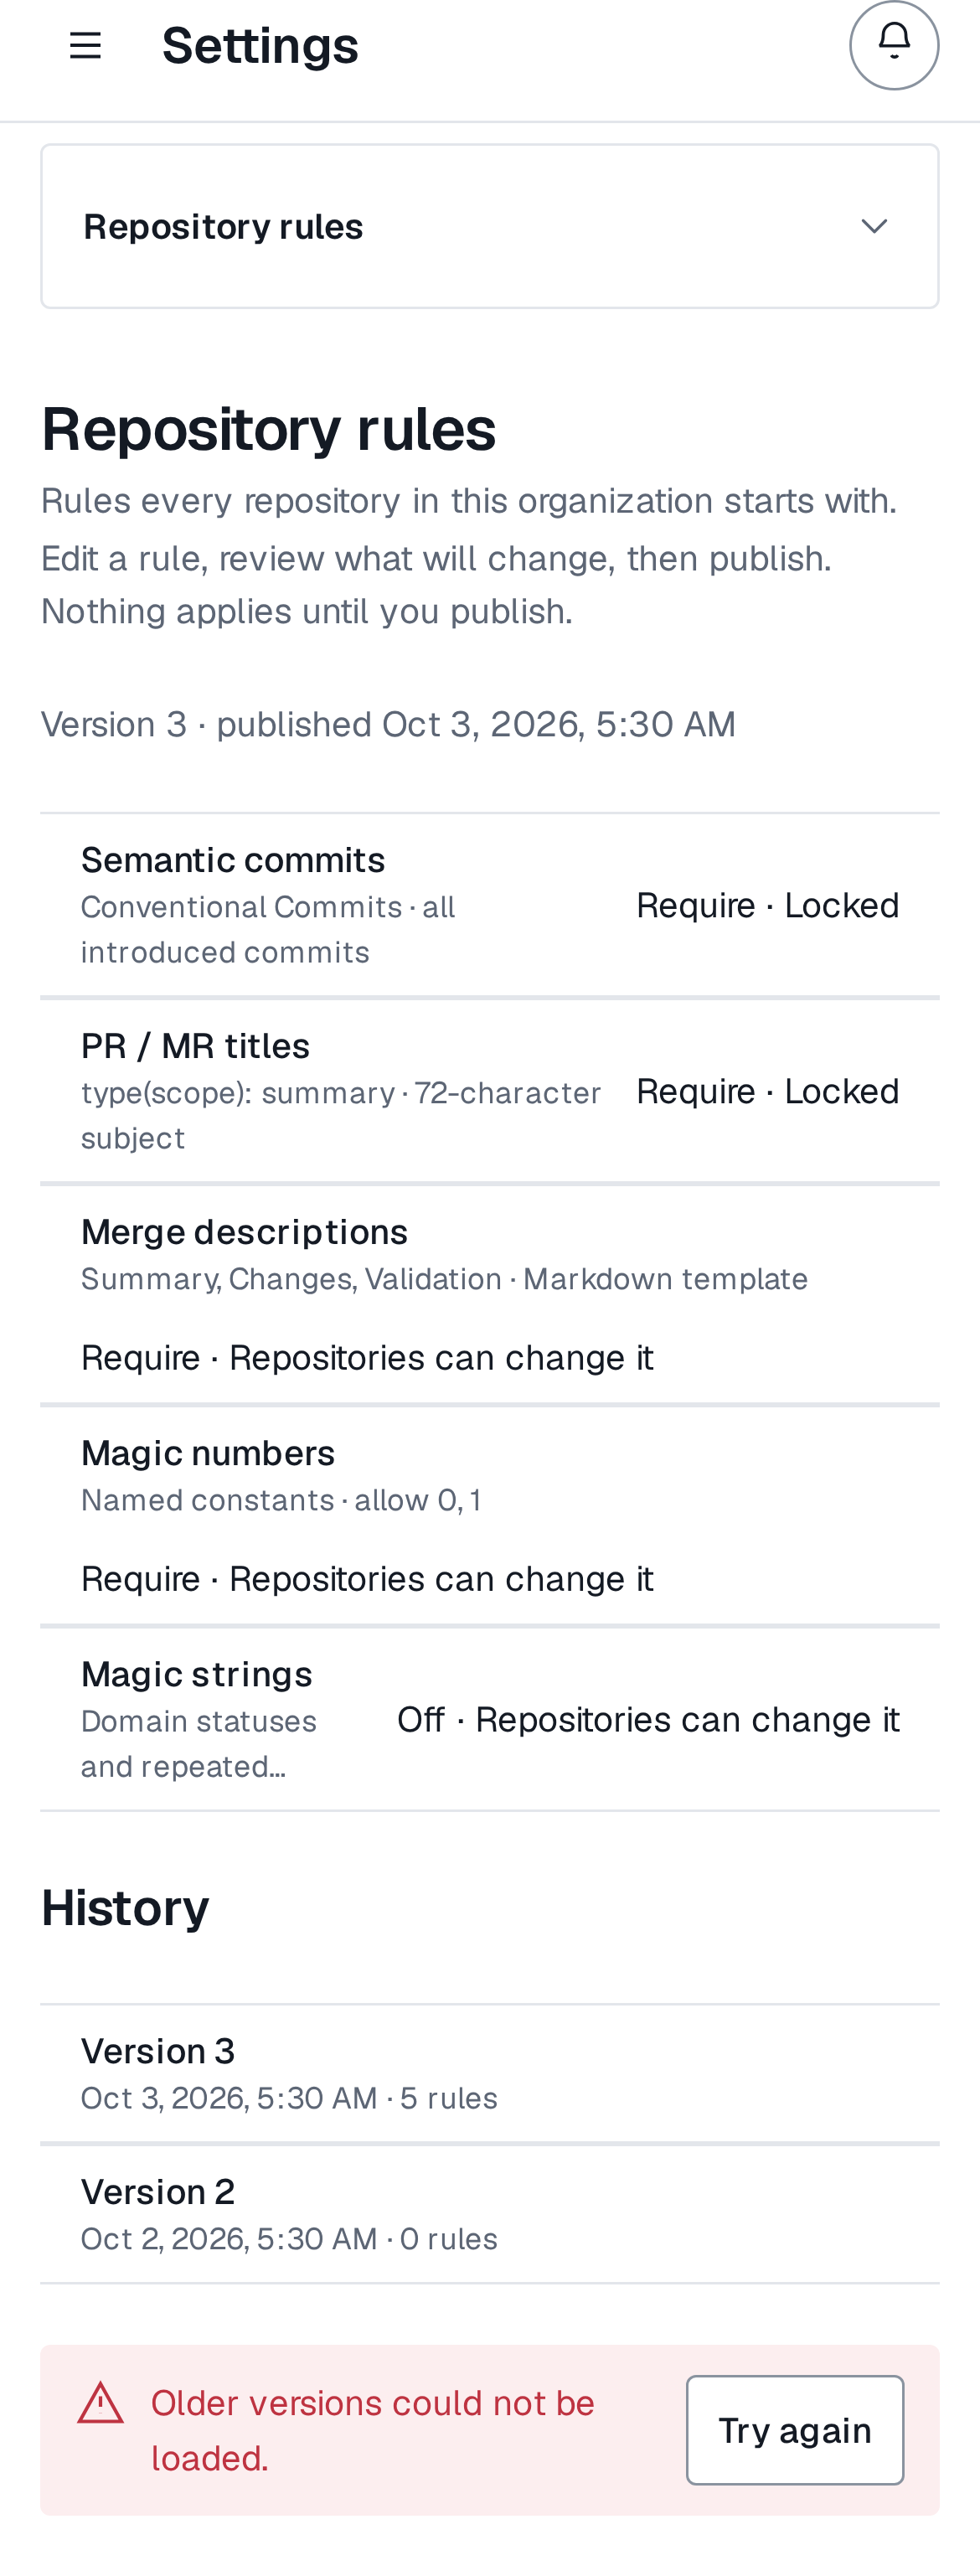 Settings
Repository rules
Repository rules
Rules every repository in this organization starts with.
Edit a rule, review what will change, then publish.
Nothing applies until you publish.
Version 3 · published Oct 3, 2026, 5:30 AM
Semantic commits
Conventional Commits · all
introduced commits
Require · Locked
PR / MR titles
type(scope): summary · 72-character
subject
Require · Locked
Merge descriptions
Summary, Changes, Validation · Markdown template
Require · Repositories can change it
Magic numbers
Named constants · allow 0, 1
Require · Repositories can change it
Magic strings
Domain statuses
and repeated...
Off · Repositories can change it
History
Version 3
Oct 3, 2026, 5:30 AM · 5 rules
Version 2
Oct 2, 2026, 5:30 AM · 0 rules
Older versions could not be
loaded.
Try again